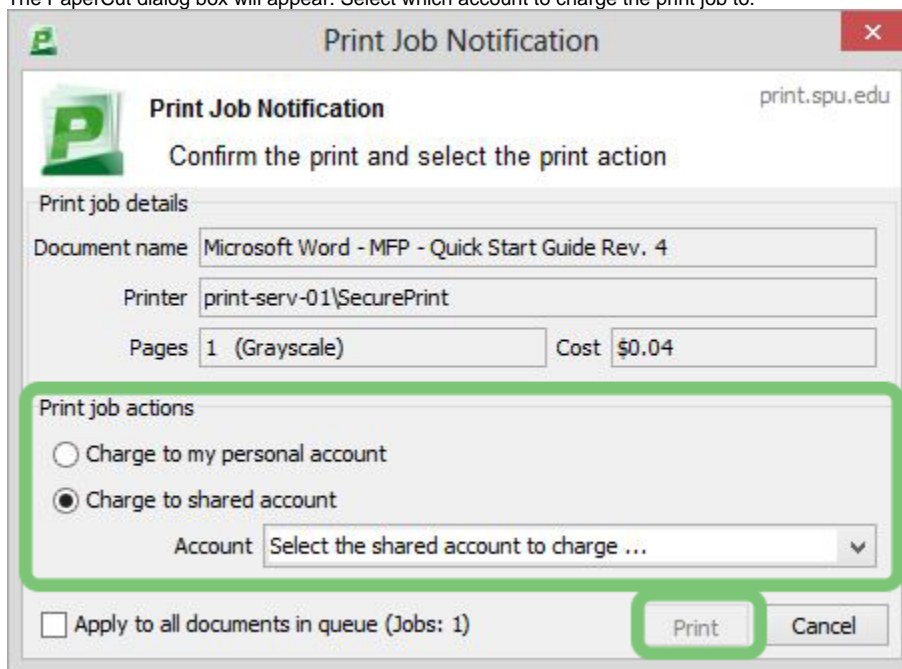 The PaperCut dialog box will appear. Select which account to charge the print job to.
Print Job Notification
Print Job Notification
print.spu.edu
Confirm the print and select the print action
Print job details
Document name Microsoft Word - MFP - Quick Start Guide Rev. 4
Printer print-serv-01\SecurePrint
Pages 1 (Grayscale) Cost $0.04
Print job actions
Charge to my personal account
Charge to shared account
Account Select the shared account to charge ...
Apply to all documents in queue (Jobs: 1) Print Cancel